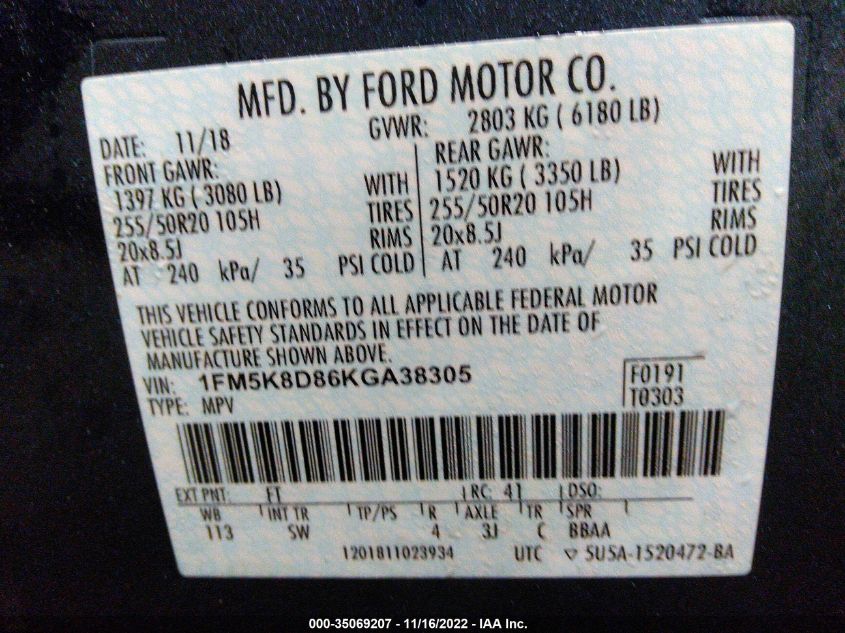 MFD. BY FORD MOTOR CO.
DATE: 11/18 GVWR: 2803 KG ( 6180 LB)
FRONT GAWR: REAR GAWR:
1397 KG ( 3080 LB) WITH 1520 KG ( 3350 LB) WITH
255/50R20 105H TIRES 255/50R20 105H TIRES
20x8.5J RIMS 20x8.5J RIMS
AT 240 kPa/ 35 PSI COLD AT 240 kPa/ 35 PSI COLD
THIS VEHICLE CONFORMS TO ALL APPLICABLE FEDERAL MOTOR
VEHICLE SAFETY STANDARDS IN EFFECT ON THE DATE OF
MANUFACTURE SHOWN ABOVE.
VIN: 1FM5K8D86KGA38305 F0191
TYPE: MPV T0303
EXT PNT: FT RC: 41 DSO:
WB INT TR TP/PS R AXLE TR SPR
113 SW 4 3J C BBAA
1201811023934 UTC ▽ 5U5A-1520472-BA
000-35069207 - 11/16/2022 - IAA Inc.